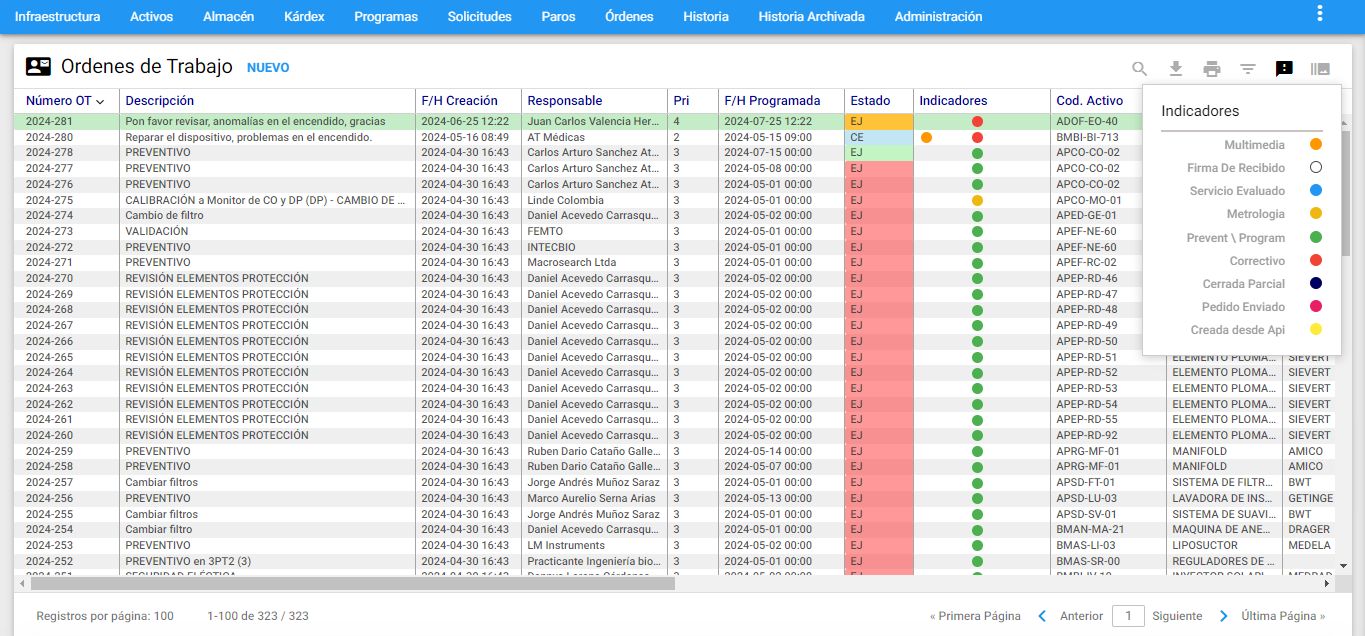 Infraestructura Activos Almacén Kárdex Programas Solicitudes Paros Órdenes Historia Historia Archivada Administración
Ordenes de Trabajo NUEVO
Número OT Descripción F/H Creación Responsable Pri F/H Programada Estado Indicadores Cod. Activo
2024-281 Pon favor revisar, anomalías en el encendido, gracias 2024-06-25 12:22 Juan Carlos Valencia Her... 4 2024-07-25 12:22 EJ ADOF-EO-40
2024-280 Reparar el dispositivo, problemas en el encendido. 2024-05-16 08:49 AT Médicas 2 2024-05-15 09:00 CE BMBI-BI-713
2024-278 PREVENTIVO 2024-04-30 16:43 Carlos Arturo Sanchez At... 3 2024-07-15 00:00 EJ APCO-CO-02
2024-277 PREVENTIVO 2024-04-30 16:43 Carlos Arturo Sanchez At... 3 2024-05-08 00:00 EJ APCO-CO-02
2024-276 PREVENTIVO 2024-04-30 16:43 Carlos Arturo Sanchez At... 3 2024-05-01 00:00 EJ APCO-CO-02
2024-275 CALIBRACIÓN a Monitor de CO y DP (DP) - CAMBIO DE ... 2024-04-30 16:43 Linde Colombia 3 2024-05-01 00:00 EJ APCO-MO-01
2024-274 Cambio de filtro 2024-04-30 16:43 Daniel Acevedo Carrasqu... 3 2024-05-02 00:00 EJ APED-GE-01
2024-273 VALIDACIÓN 2024-04-30 16:43 FEMTO 3 2024-05-01 00:00 EJ APEF-NE-60
2024-272 PREVENTIVO 2024-04-30 16:43 INTECBIO 3 2024-05-01 00:00 EJ APEF-NE-60
2024-271 PREVENTIVO 2024-04-30 16:43 Macrosearch Ltda 3 2024-05-01 00:00 EJ APEF-RC-02
2024-270 REVISIÓN ELEMENTOS PROTECCIÓN 2024-04-30 16:43 Daniel Acevedo Carrasqu... 3 2024-05-02 00:00 EJ APEP-RD-46
2024-269 REVISIÓN ELEMENTOS PROTECCIÓN 2024-04-30 16:43 Daniel Acevedo Carrasqu... 3 2024-05-02 00:00 EJ APEP-RD-47
2024-268 REVISIÓN ELEMENTOS PROTECCIÓN 2024-04-30 16:43 Daniel Acevedo Carrasqu... 3 2024-05-02 00:00 EJ APEP-RD-48
2024-267 REVISIÓN ELEMENTOS PROTECCIÓN 2024-04-30 16:43 Daniel Acevedo Carrasqu... 3 2024-05-02 00:00 EJ APEP-RD-49
2024-266 REVISIÓN ELEMENTOS PROTECCIÓN 2024-04-30 16:43 Daniel Acevedo Carrasqu... 3 2024-05-02 00:00 EJ APEP-RD-50
2024-265 REVISIÓN ELEMENTOS PROTECCIÓN 2024-04-30 16:43 Daniel Acevedo Carrasqu... 3 2024-05-02 00:00 EJ APEP-RD-51 ELEMENTO PLOMA... SIEVERT
2024-264 REVISIÓN ELEMENTOS PROTECCIÓN 2024-04-30 16:43 Daniel Acevedo Carrasqu... 3 2024-05-02 00:00 EJ APEP-RD-52 ELEMENTO PLOMA... SIEVERT
2024-263 REVISIÓN ELEMENTOS PROTECCIÓN 2024-04-30 16:43 Daniel Acevedo Carrasqu... 3 2024-05-02 00:00 EJ APEP-RD-53 ELEMENTO PLOMA... SIEVERT
2024-262 REVISIÓN ELEMENTOS PROTECCIÓN 2024-04-30 16:43 Daniel Acevedo Carrasqu... 3 2024-05-02 00:00 EJ APEP-RD-54 ELEMENTO PLOMA... SIEVERT
2024-261 REVISIÓN ELEMENTOS PROTECCIÓN 2024-04-30 16:43 Daniel Acevedo Carrasqu... 3 2024-05-02 00:00 EJ APEP-RD-55 ELEMENTO PLOMA... SIEVERT
2024-260 REVISIÓN ELEMENTOS PROTECCIÓN 2024-04-30 16:43 Daniel Acevedo Carrasqu... 3 2024-05-02 00:00 EJ APEP-RD-92 ELEMENTO PLOMA... SIEVERT
2024-259 PREVENTIVO 2024-04-30 16:43 Ruben Dario Cataño Galle... 3 2024-05-14 00:00 EJ APRG-MF-01 MANIFOLD AMICO
2024-258 PREVENTIVO 2024-04-30 16:43 Ruben Dario Cataño Galle... 3 2024-05-07 00:00 EJ APRG-MF-01 MANIFOLD AMICO
2024-257 Cambiar filtros 2024-04-30 16:43 Jorge Andrés Muñoz Saraz 3 2024-05-01 00:00 EJ APSD-FT-01 SISTEMA DE FILTR... BWT
2024-256 PREVENTIVO 2024-04-30 16:43 Marco Aurelio Serna Arias 3 2024-05-13 00:00 EJ APSD-LU-03 LAVADORA DE INS... GETINGE
2024-255 Cambiar filtros 2024-04-30 16:43 Jorge Andrés Muñoz Saraz 3 2024-05-01 00:00 EJ APSD-SV-01 SISTEMA DE SUAVI... BWT
2024-254 Cambiar filtro 2024-04-30 16:43 Daniel Acevedo Carrasqu... 3 2024-05-01 00:00 EJ BMAN-MA-21 MAQUINA DE ANE... DRAGER
2024-253 PREVENTIVO 2024-04-30 16:43 LM Instruments 3 2024-05-02 00:00 EJ BMAS-LI-03 LIPOSUCTOR MEDELA
2024-252 PREVENTIVO en 3PT2 (3) 2024-04-30 16:43 Practicante Ingeniería bio... 3 2024-05-01 00:00 EJ BMAS-SR-00 REGULADORES DE ...
Indicadores
Multimedia
Firma De Recibido
Servicio Evaluado
Metrologia
Prevent \ Program
Correctivo
Cerrada Parcial
Pedido Enviado
Creada desde Api
Registros por página: 100 1-100 de 323 / 323 « Primera Página Anterior 1 Siguiente Última Página »